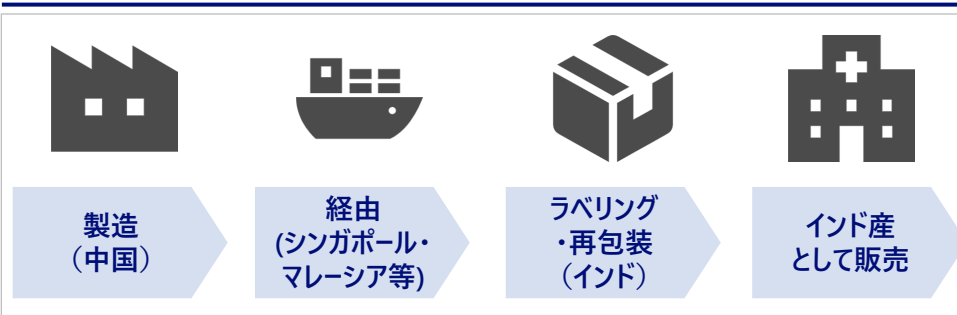 製造
（中国）
経由
(シンガポール・
マレーシア等)
ラベリング
・再包装
（インド）
インド産
として販売